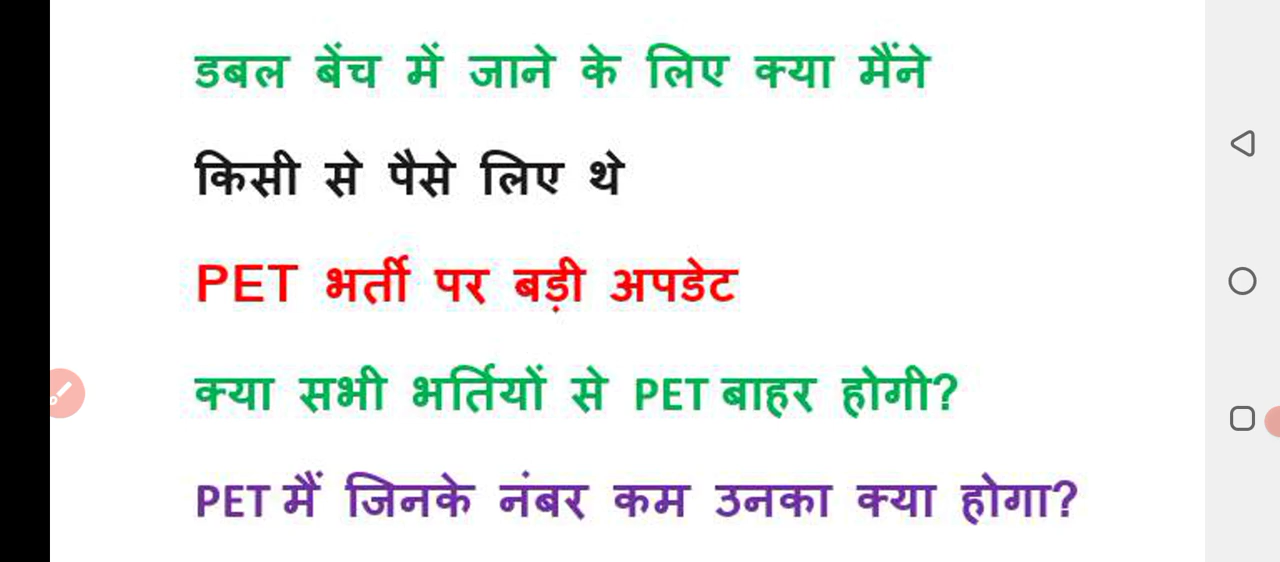 डबल बेंच में जाने के लिए क्या मैंने
किसी से पैसे लिए थे
PET भर्ती पर बड़ी अपडेट
क्या सभी भर्तियों से PET बाहर होगी?
PET मैं जिनके नंबर कम उनका क्या होगा?